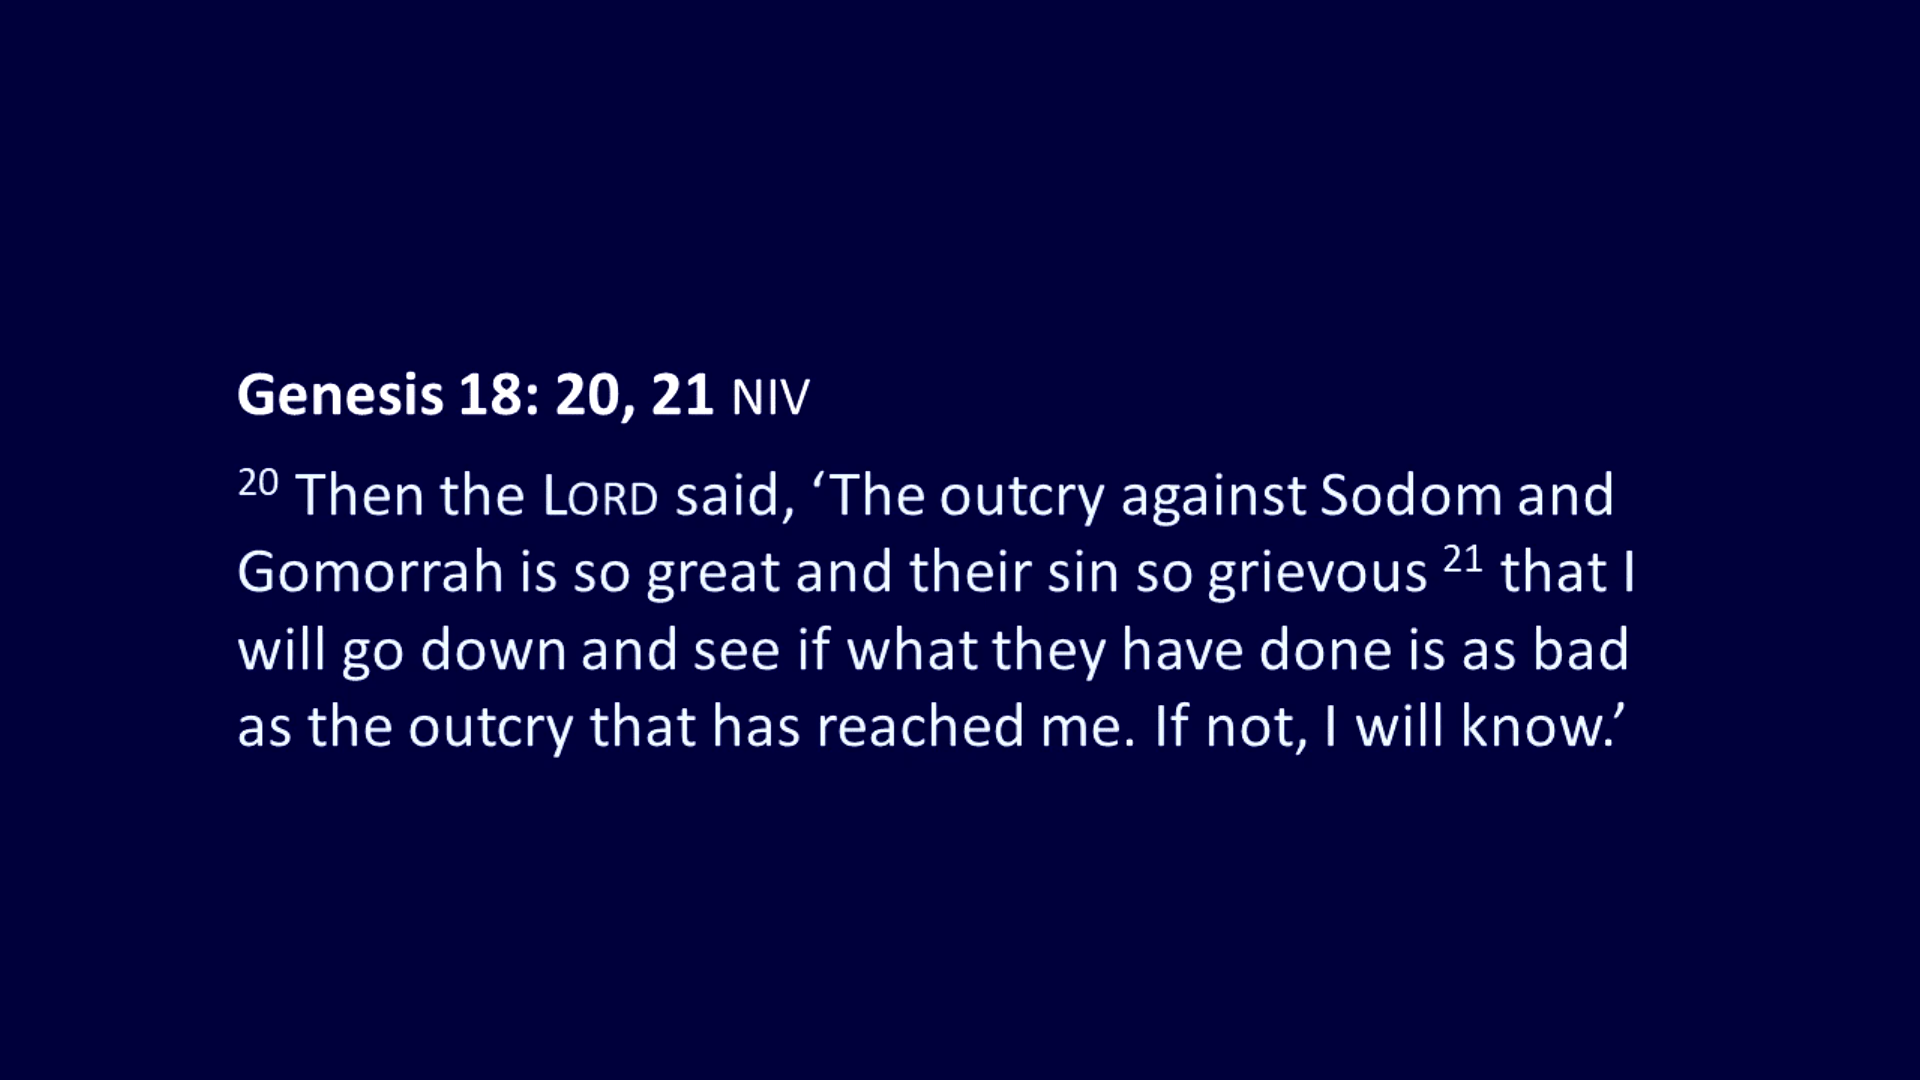 Genesis 18: 20, 21 NIV
20 Then the LORD said, ‘The outcry against Sodom and
Gomorrah is so great and their sin so grievous 21 that I
will go down and see if what they have done is as bad
as the outcry that has reached me. If not, I will know.’